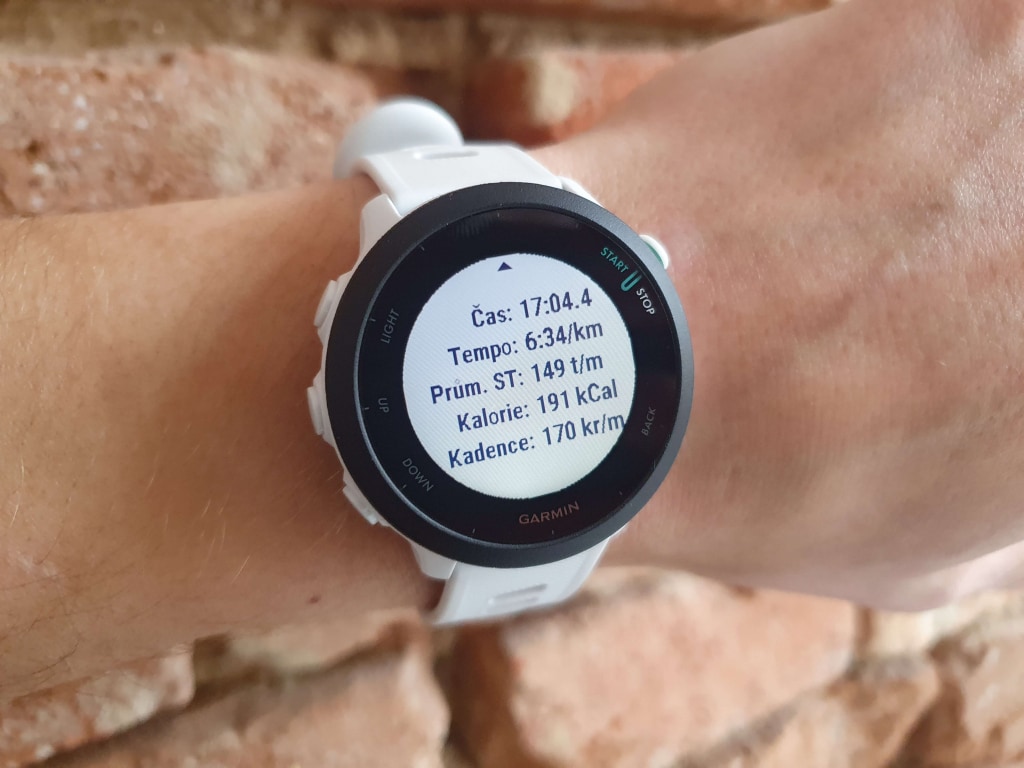 START
STOP
LIGHT
UP
DOWN
BACK
Čas: 17:04.4
Tempo: 6:34/km
Prům. ST: 149 t/m
Kalorie: 191 kCal
Kadence: 170 kr/m
GARMIN